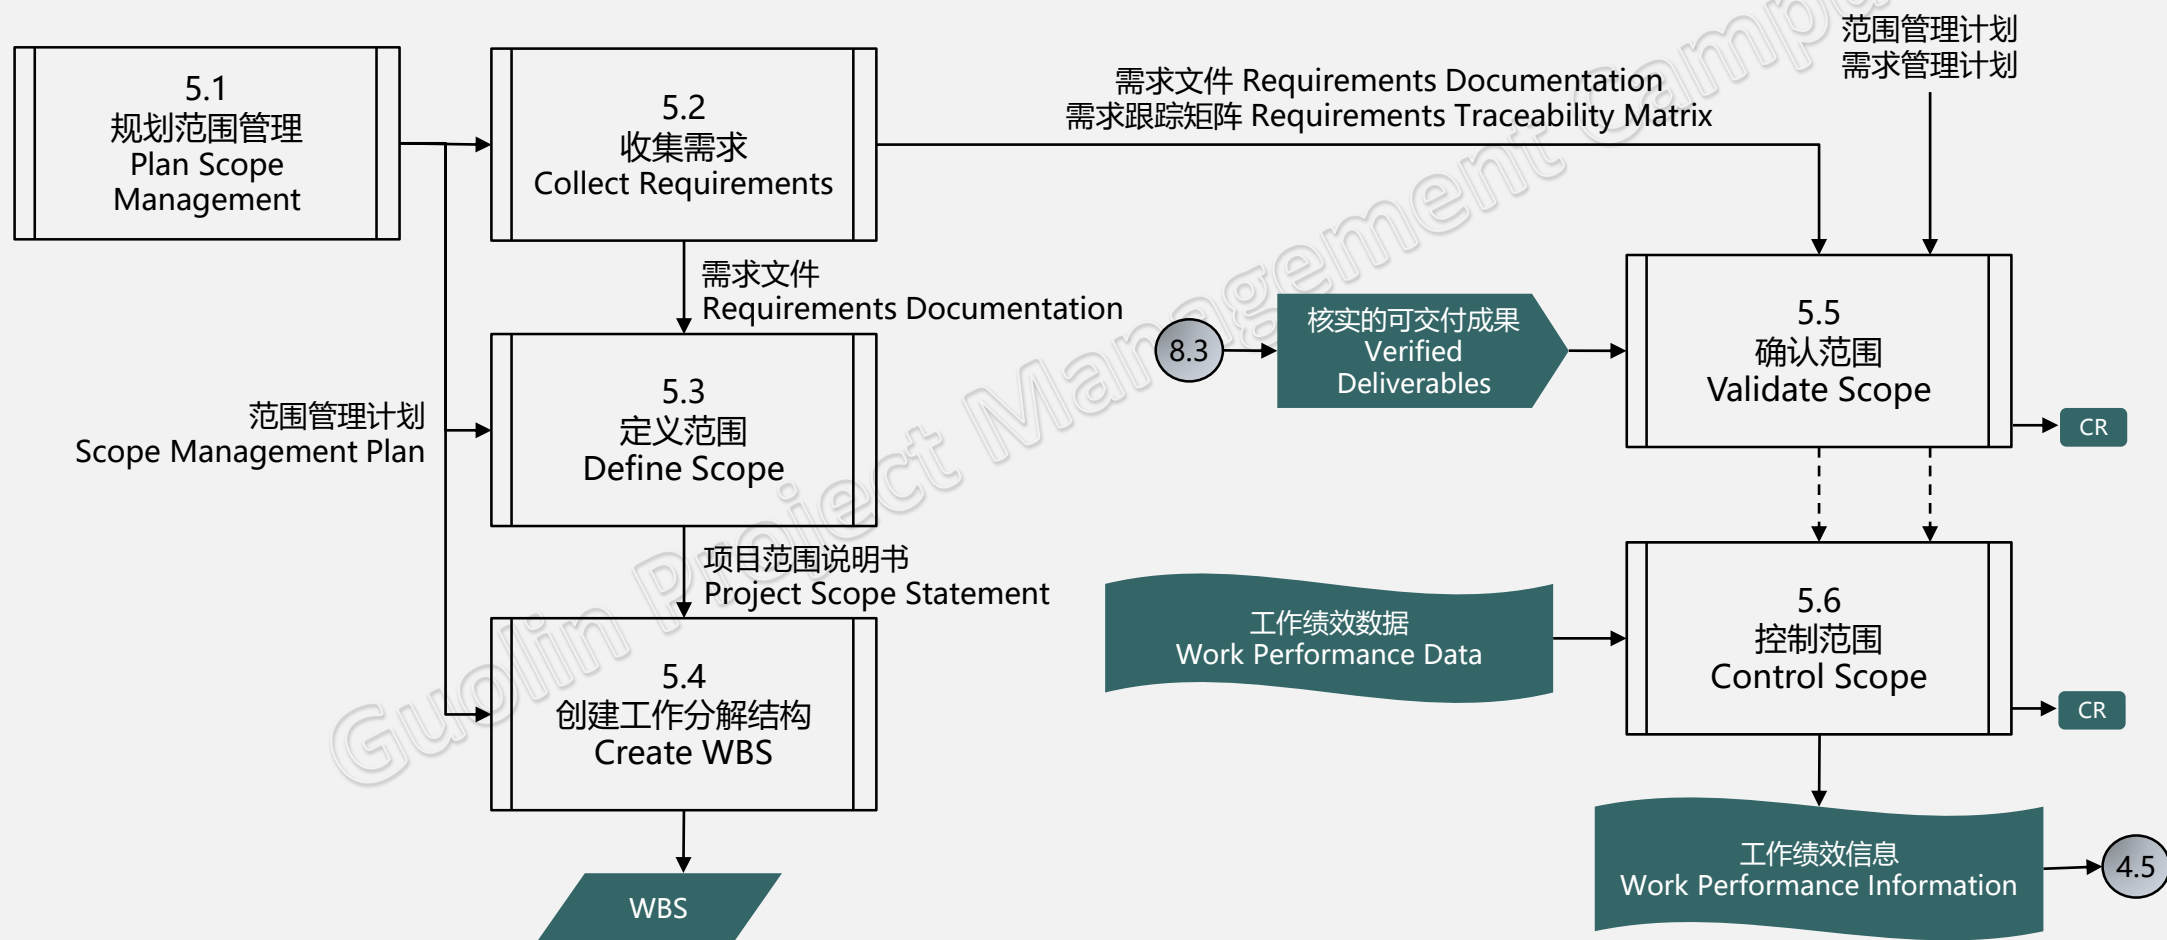 5.1
规划范围管理
Plan Scope
Management
5.2
收集需求
Collect Requirements
需求文件 Requirements Documentation
需求跟踪矩阵 Requirements Traceability Matrix
范围管理计划
需求管理计划
需求文件
Requirements Documentation
8.3
核实的可交付成果
Verified
Deliverables
5.5
确认范围
Validate Scope
CR
范围管理计划
Scope Management Plan
5.3
定义范围
Define Scope
项目范围说明书
Project Scope Statement
工作绩效数据
Work Performance Data
5.6
控制范围
Control Scope
CR
5.4
创建工作分解结构
Create WBS
WBS
工作绩效信息
Work Performance Information
4.5
Guolin Project Management